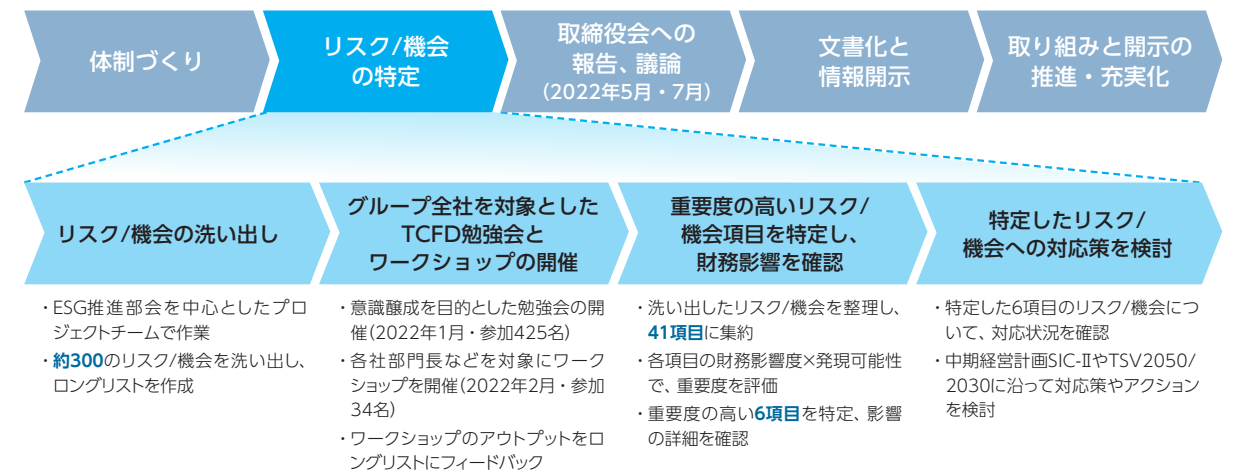 体制づくり
リスク/機会
の特定
取締役会への
報告、議論
（2022年5月・7月）
文書化と
情報開示
取り組みと開示の
推進・充実化
リスク/機会の洗い出し
・ESG推進部会を中心としたプロ
ジェクトチームで作業
・約300のリスク/機会を洗い出し、
ロングリストを作成
グループ全社を対象とした
TCFD勉強会と
ワークショップの開催
・意識醸成を目的とした勉強会の開
催（2022年1月・参加425名）
・各社部門長などを対象にワーク
ショップを開催（2022年2月・参加
34名）
・ワークショップのアウトプットをロ
ングリストにフィードバック
重要度の高いリスク/
機会項目を特定し、
財務影響を確認
・洗い出したリスク/機会を整理し、
41項目に集約
・各項目の財務影響度×発現可能性
で、重要度を評価
・重要度の高い6項目を特定、影響
の詳細を確認
特定したリスク/
機会への対応策を検討
・特定した6項目のリスク/機会につ
いて、対応状況を確認
・中期経営計画SIC-IIやTSV2050/
2030に沿って対応策やアクション
を検討